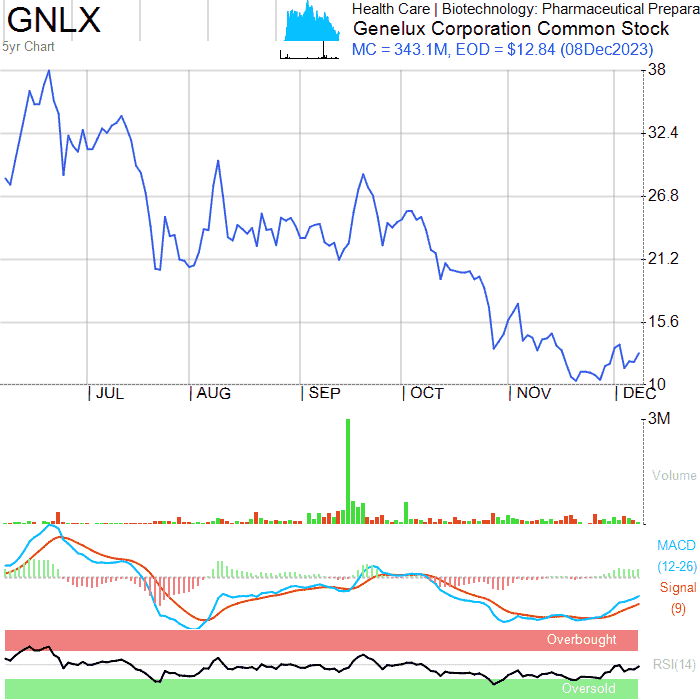 GNLX
5yr Chart
Health Care | Biotechnology: Pharmaceutical Prepara
Genelux Corporation Common Stock
MC = 343.1M, EOD = $12.84 (08Dec2023)
38
32.4
26.8
21.2
15.6
10
JUL AUG SEP OCT NOV DEC
3M
Volume
MACD
(12-26)
Signal
(9)
Overbought
RSI(14)
Oversold